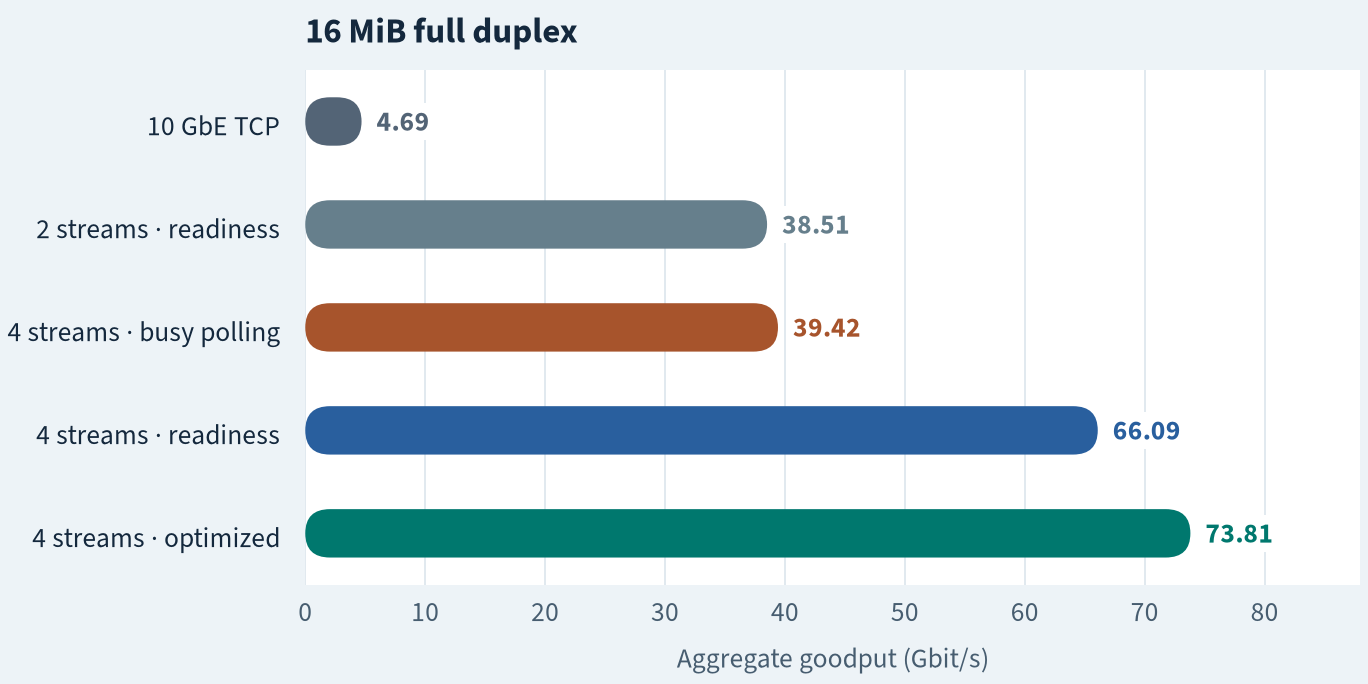 16 MiB full duplex
10 GbE TCP
4.69
2 streams · readiness
38.51
4 streams · busy polling
39.42
4 streams · readiness
66.09
4 streams · optimized
73.81
0 10 20 30 40 50 60 70 80
Aggregate goodput (Gbit/s)